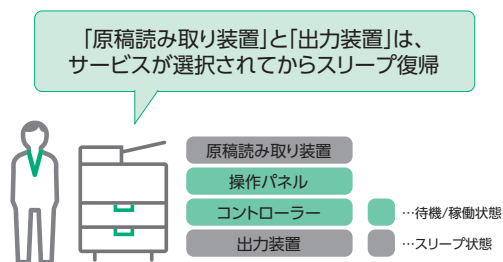 「原稿読み取り装置」と「出力装置」は、
サービスが選択されてからスリープ復帰
原稿読み取り装置
操作パネル
コントローラー
…待機/稼働状態
出力装置
…スリープ状態